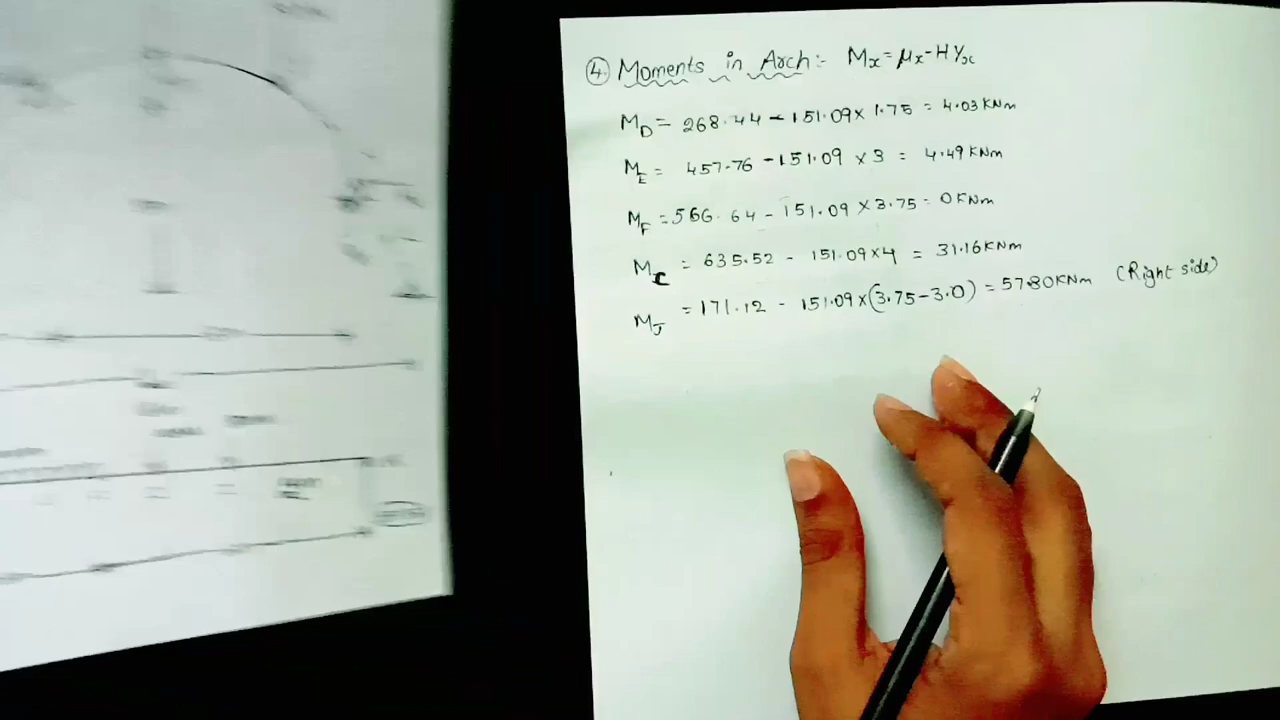 4. Moments in Arch:- Mx = μx - H Yx
MD = 268.44 - 151.09 x 1.75 = 4.03 KNm
ME = 457.76 - 151.09 x 3 = 4.49 KNm
MF = 566.64 - 151.09 x 3.75 = 0 KNm
MC = 635.52 - 151.09 x 4 = 31.16 KNm
MJ = 171.12 - 151.09 x (3.75 - 3.0) = 57.80 KNm (Right side)